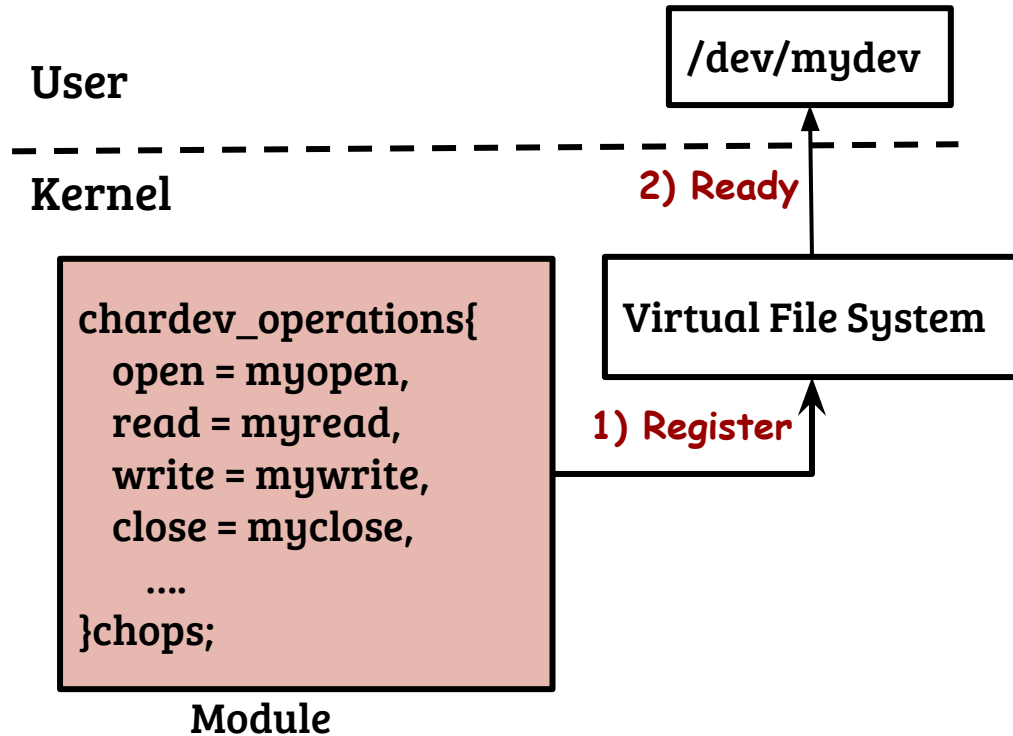 User
/dev/mydev
Kernel
2) Ready
chardev_operations{
open = myopen,
read = myread,
write = mywrite,
close = myclose,
....
}chops;
Virtual File System
1) Register
Module